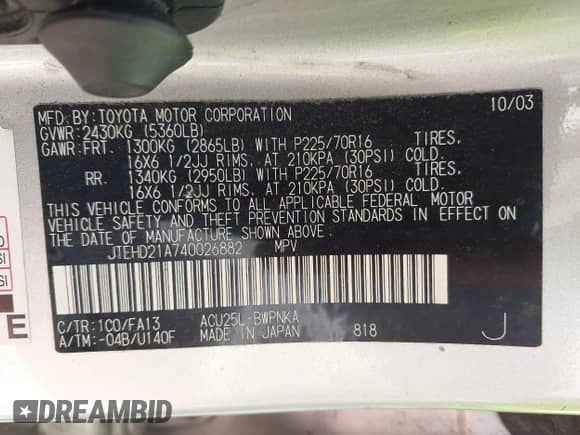 MFD.BY:TOYOTA MOTOR CORPORATION 10/03
GVWR:2430KG (5360LB)
GAWR:FRT. 1300KG (2865LB) WITH P225/70R16 TIRES,
16X6 1/2JJ RIMS, AT 210KPA (30PSI) COLD.
RR. 1340KG (2950LB) WITH P225/70R16 TIRES,
16X6 1/2JJ RIMS, AT 210KPA (30PSI) COLD.
THIS VEHICLE CONFORMS TO ALL APPLICABLE FEDERAL MOTOR
VEHICLE SAFETY AND THEFT PREVENTION STANDARDS IN EFFECT ON
THE DATE OF MANUFACTURE SHOWN ABOVE.
JTEHD21A740026882 MPV
C/TR:1C0/FA13 ACU25L-BWPNKA
A/TM:-04B/U140F MADE IN JAPAN 818 J
SI
SI
E
DREAMBID